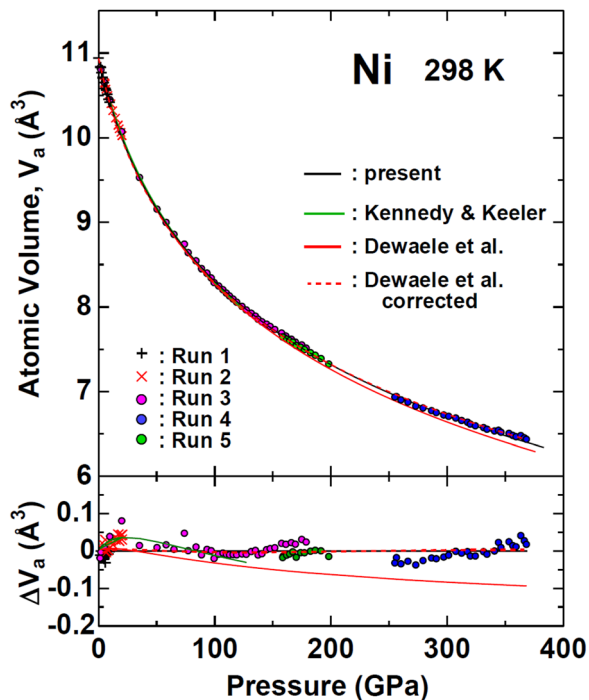 Ni 298 K
11
10
9
8
7
6
Atomic Volume, Va (Å3)
: present
: Kennedy & Keeler
: Dewaele et al.
: Dewaele et al.
corrected
: Run 1
: Run 2
: Run 3
: Run 4
: Run 5
0.1
0
-0.1
-0.2
ΔVa (Å3)
0 100 200 300 400
Pressure (GPa)